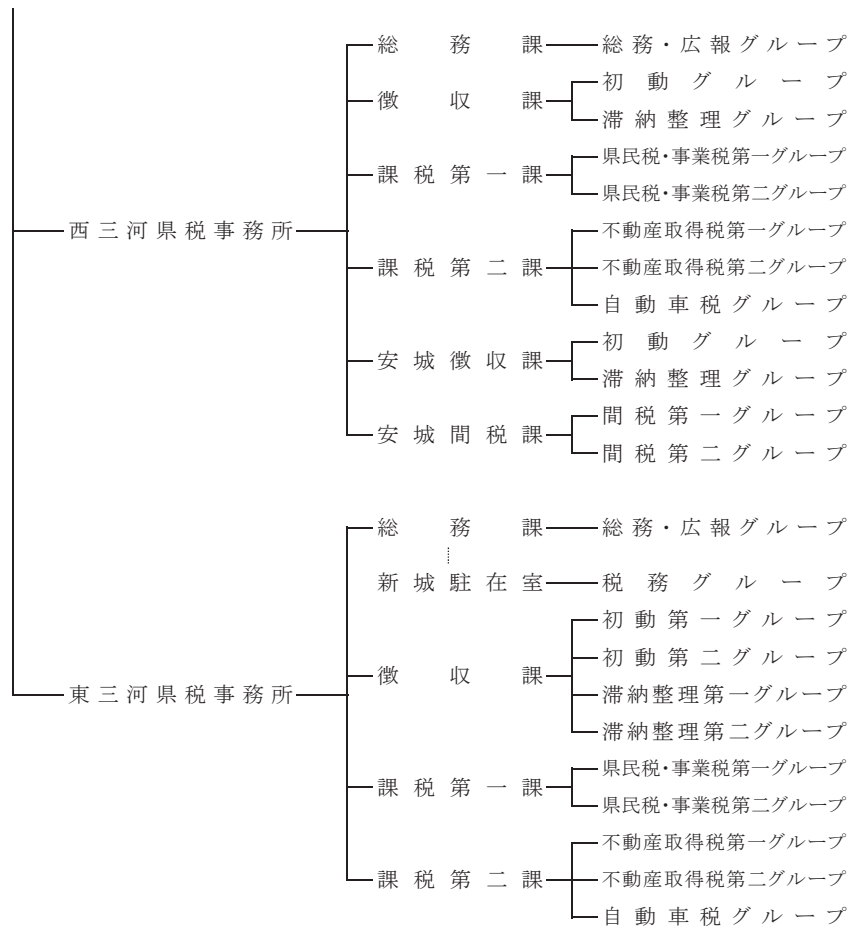 総務課 総務・広報グループ
初動グループ
徴収課
滞納整理グループ
県民税・事業税第一グループ
課税第一課
県民税・事業税第二グループ
西三河県税事務所 不動産取得税第一グループ
課税第二課 不動産取得税第二グループ
自動車税グループ
初動グループ
安城徴収課
滞納整理グループ
間税第一グループ
安城間税課
間税第二グループ
総務課 総務・広報グループ
新城駐在室 税務グループ
初動第一グループ
初動第二グループ
徴収課
東三河県税事務所 滞納整理第一グループ
滞納整理第二グループ
県民税・事業税第一グループ
課税第一課
県民税・事業税第二グループ
不動産取得税第一グループ
課税第二課 不動産取得税第二グループ
自動車税グループ